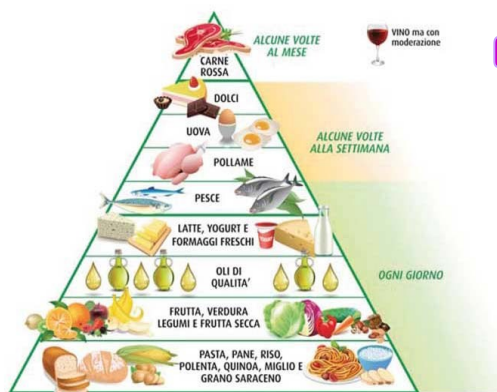 ALCUNE VOLTE
AL MESE
VINO ma con
moderazione
CARNE
ROSSA
DOLCI
UOVA
ALCUNE VOLTE
ALLA SETTIMANA
POLLAME
PESCE
LATTE, YOGURT E
FORMAGGI FRESCHI
OLI DI
QUALITA'
OGNI GIORNO
FRUTTA, VERDURA
LEGUMI E FRUTTA SECCA
PASTA, PANE, RISO,
POLENTA, QUINOA, MIGLIO E
GRANO SARACENO